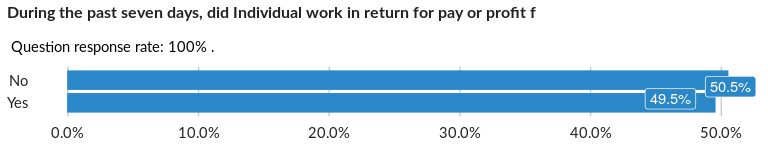 During the past seven days, did Individual work in return for pay or profit f
Question response rate: 100% .
No
50.5%
Yes
49.5%
0.0% 10.0% 20.0% 30.0% 40.0% 50.0%